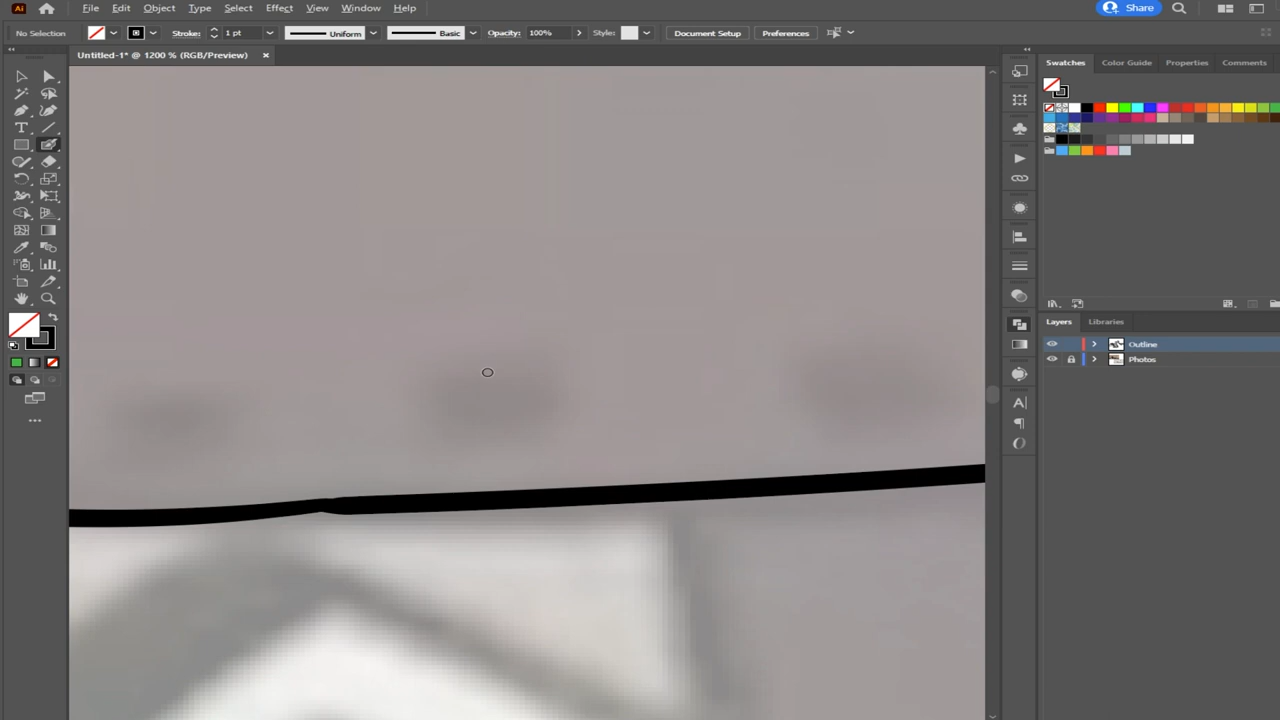 Ai File Edit Object Type Select Effect View Window Help Share
No Selection Stroke: 1 pt Uniform Basic Opacity: 100% Style: Document Setup Preferences
Untitled-1* @ 1200 % (RGB/Preview)
Swatches Color Guide Properties Comments
Layers Libraries
Outline
Photos